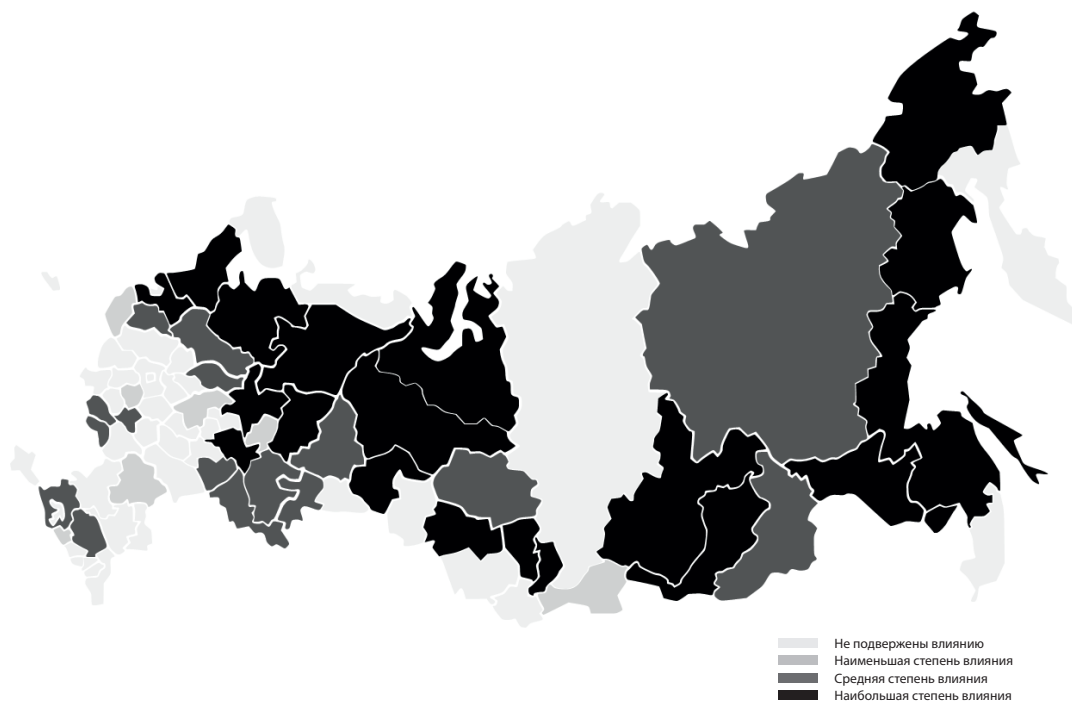 Не подвержены влиянию
Наименьшая степень влияния
Средняя степень влияния
Наибольшая степень влияния